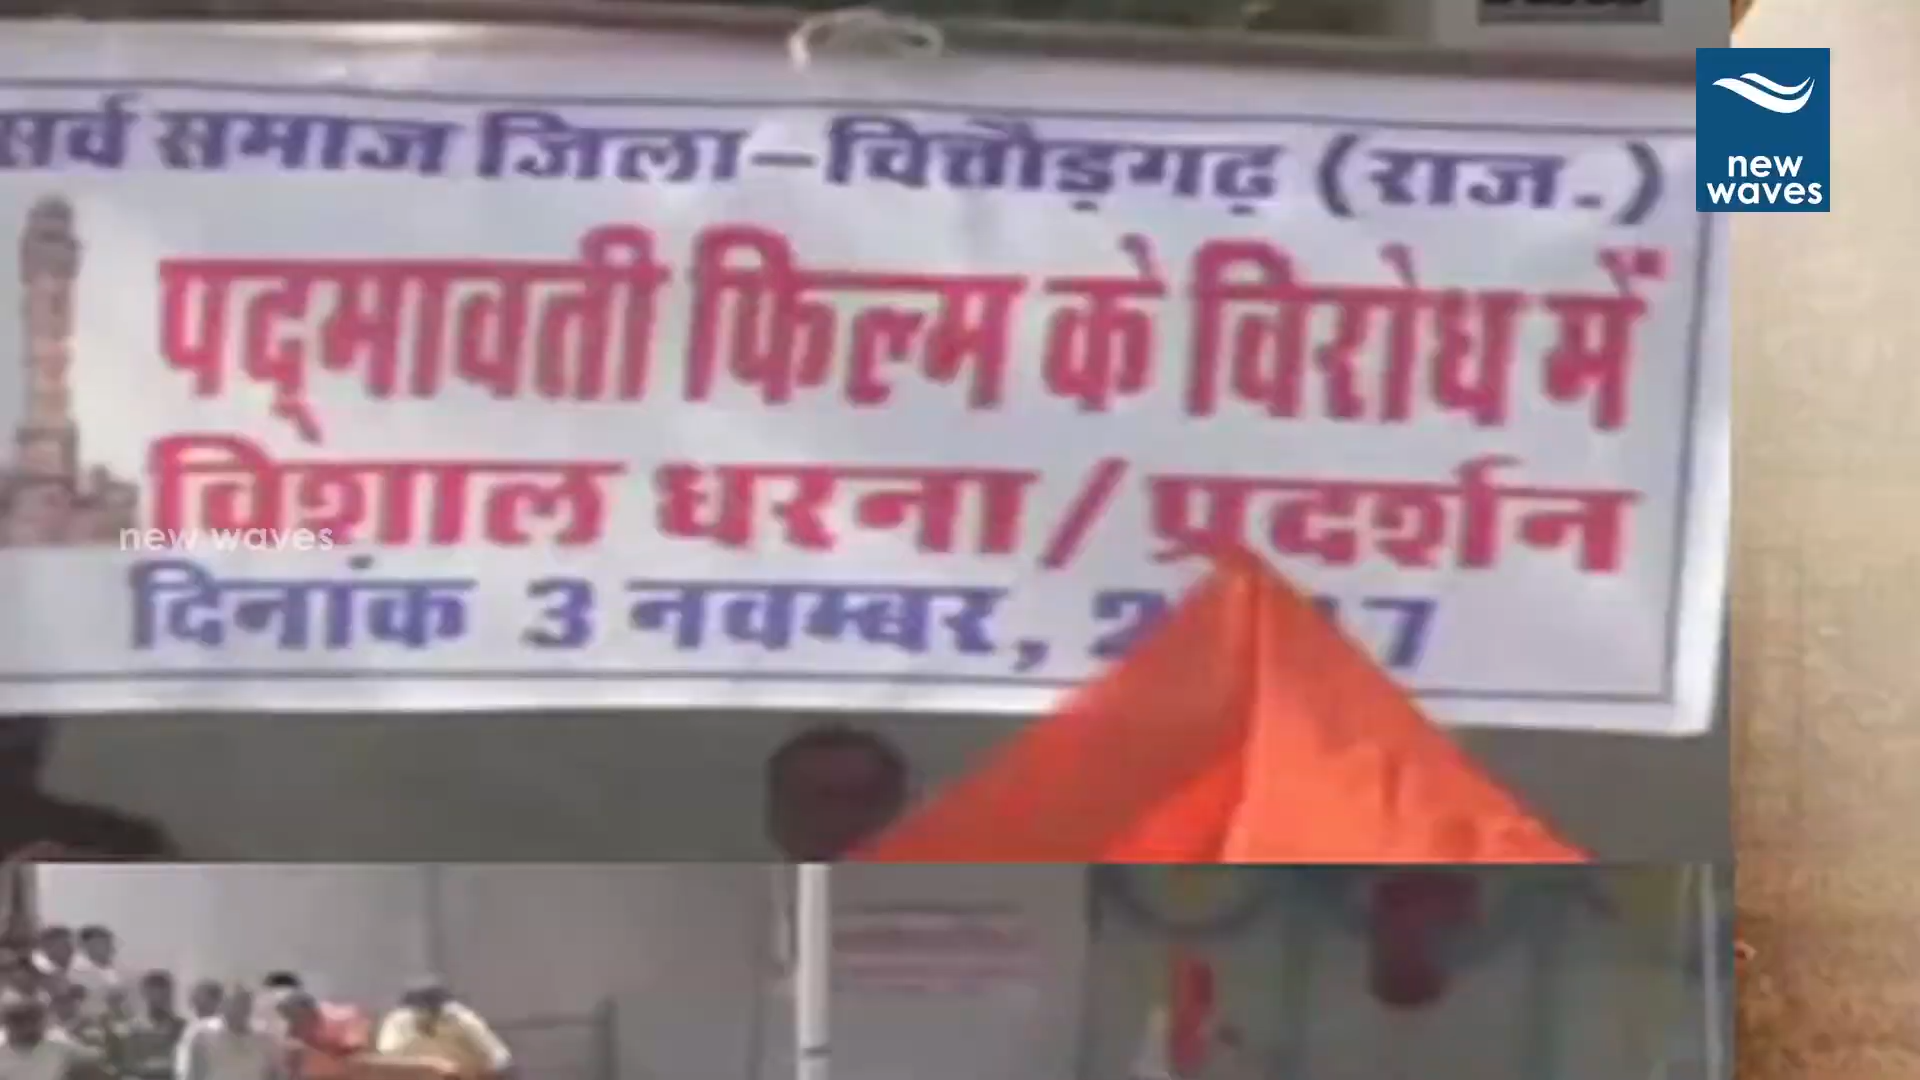 सर्व समाज जिला-चित्तौड़गढ़ (राज.)
पद्मावती फिल्म के विरोध में
विशाल धरना/प्रदर्शन
दिनांक 3 नवम्बर,
new
waves
new waves